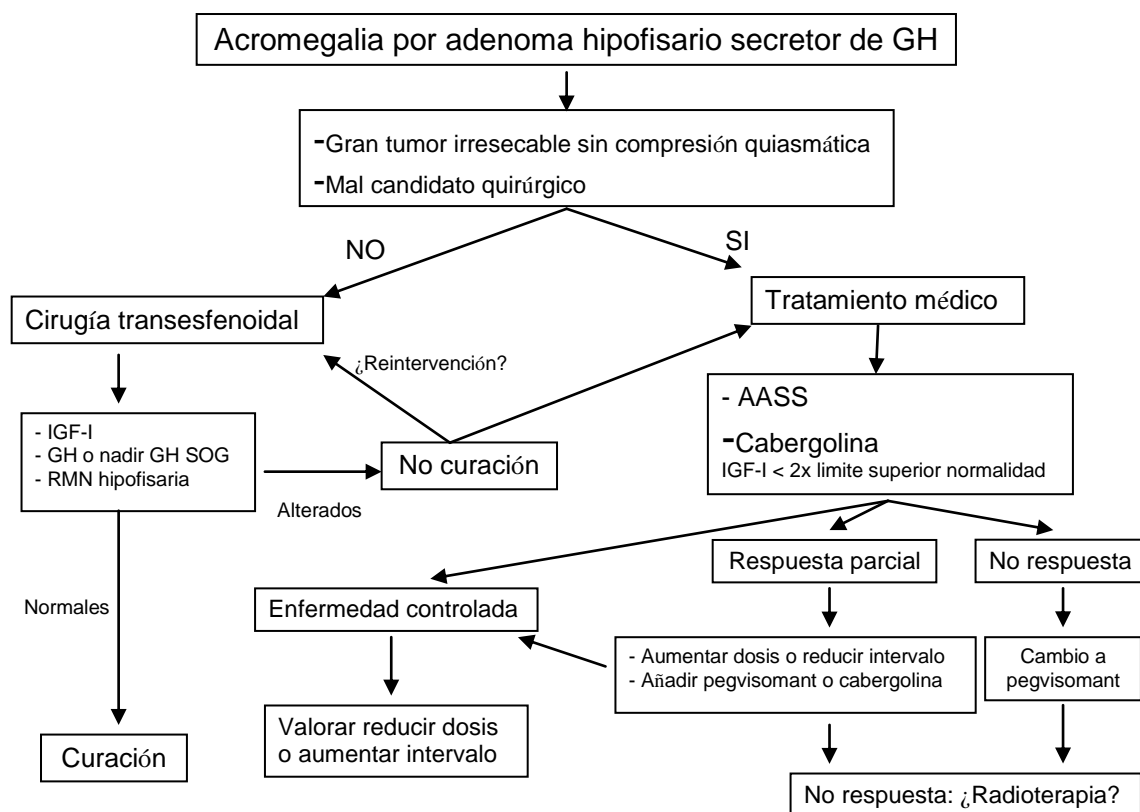 Acromegalia por adenoma hipofisario secretor de GH
-Gran tumor irresecable sin compresión quiasmática
-Mal candidato quirúrgico
NO
SI
Cirugía transesfenoidal
Tratamiento médico
¿Reintervención?
- IGF-I
- GH o nadir GH SOG
- RMN hipofisaria
No curación
Alterados
- AASS
-Cabergolina
IGF-I < 2x limite superior normalidad
Normales
Enfermedad controlada
Respuesta parcial
No respuesta
- Aumentar dosis o reducir intervalo
- Añadir pegvisomant o cabergolina
Cambio a
pegvisomant
Valorar reducir dosis
o aumentar intervalo
Curación
No respuesta: ¿Radioterapia?